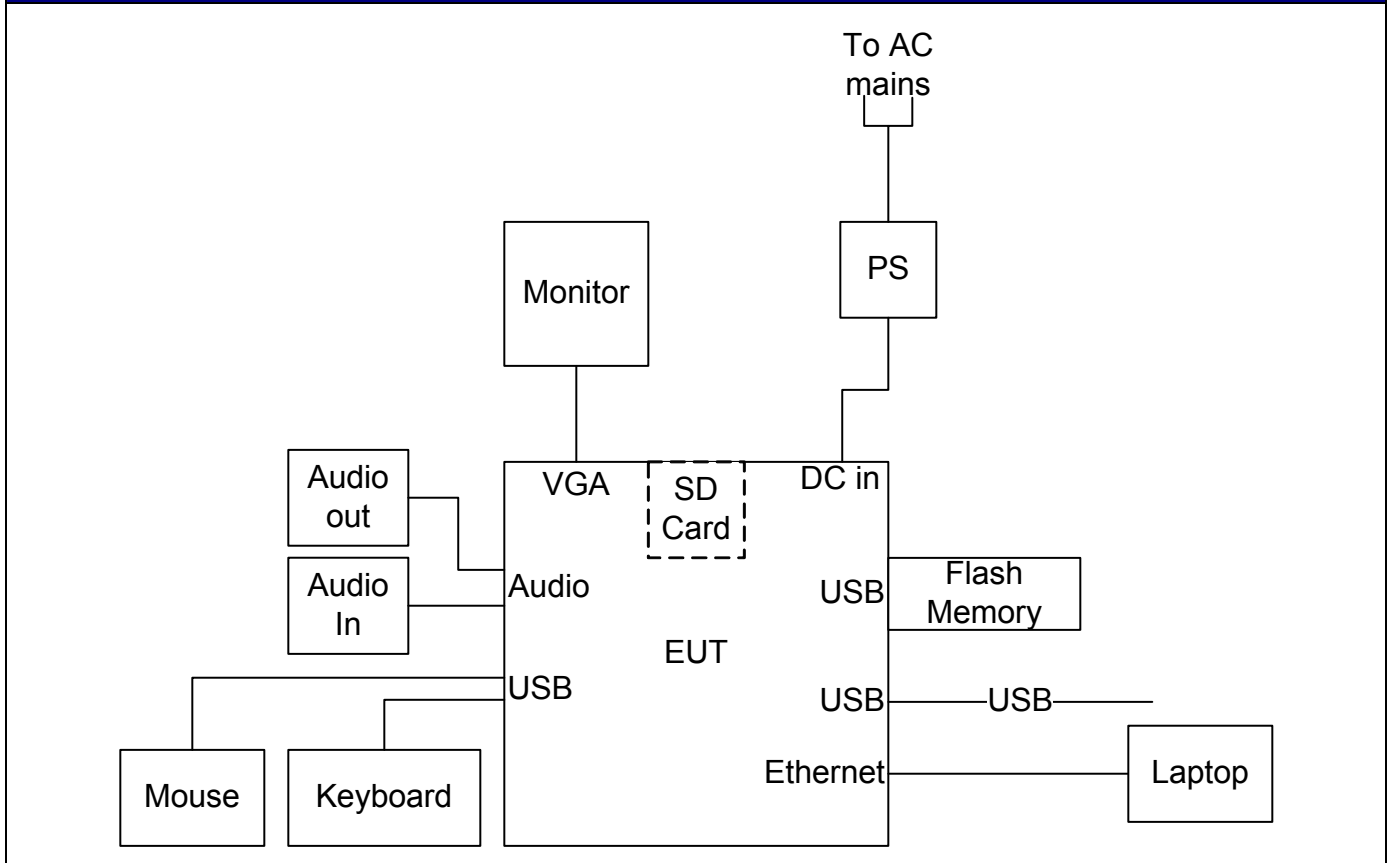 To AC
mains
PS
Monitor
VGA
SD
Card
DC in
Audio
out
Audio
In
Audio
USB
Flash
Memory
EUT
USB
USB
USB
Ethernet
Laptop
Mouse
Keyboard